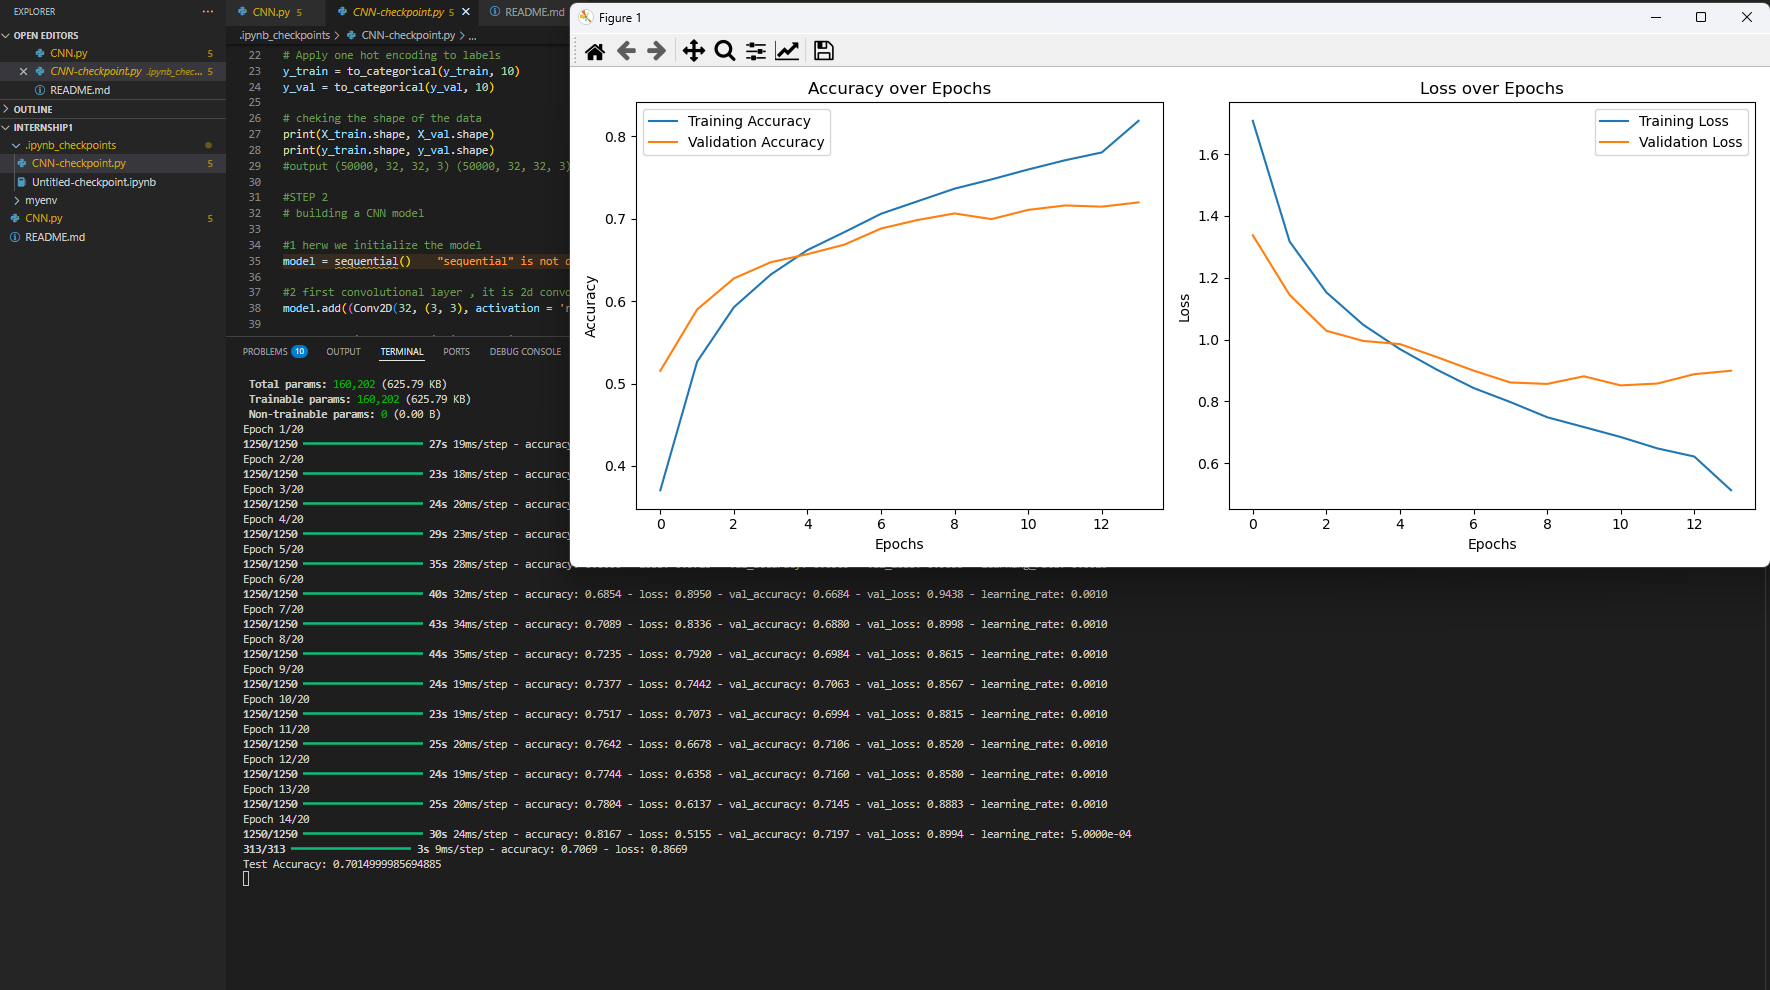 EXPLORER
OPEN EDITORS
CNN.py 5
CNN-checkpoint.py .ipynb_chec... 5
README.md
OUTLINE
INTERNSHIP1
.ipynb_checkpoints
CNN-checkpoint.py 5
Untitled-checkpoint.ipynb
myenv
CNN.py 5
README.md
CNN.py 5
CNN-checkpoint.py 5
README.md
.ipynb_checkpoints > CNN-checkpoint.py > ...
22 # Apply one hot encoding to labels
23 y_train = to_categorical(y_train, 10)
24 y_val = to_categorical(y_val, 10)
25
26 # cheking the shape of the data
27 print(X_train.shape, X_val.shape)
28 print(y_train.shape, y_val.shape)
29 #output (50000, 32, 32, 3) (50000, 32, 32, 3)
30
31 #STEP 2
32 # building a CNN model
33
34 #1 herw we initialize the model
35 model = sequential() "sequential" is not
36
37 #2 first convolutional layer , it is 2d
38 model.add((Conv2D(32, (3, 3), activation = '
39
PROBLEMS 10
OUTPUT
TERMINAL
PORTS
DEBUG CONSOLE
Total params: 160,202 (625.79 KB)
Trainable params: 160,202 (625.79 KB)
Non-trainable params: 0 (0.00 B)
Epoch 1/20
1250/1250 27s 19ms/step - accuracy
Epoch 2/20
1250/1250 23s 18ms/step - accuracy
Epoch 3/20
1250/1250 24s 20ms/step - accuracy
Epoch 4/20
1250/1250 29s 23ms/step - accuracy
Epoch 5/20
1250/1250 35s 28ms/step -
Epoch 6/20
1250/1250 40s 32ms/step - accuracy: 0.6854 - loss: 0.8950 - val_accuracy: 0.6684 - val_loss: 0.9438 - learning_rate: 0.0010
Epoch 7/20
1250/1250 43s 34ms/step - accuracy: 0.7089 - loss: 0.8336 - val_accuracy: 0.6880 - val_loss: 0.8998 - learning_rate: 0.0010
Epoch 8/20
1250/1250 44s 35ms/step - accuracy: 0.7235 - loss: 0.7920 - val_accuracy: 0.6984 - val_loss: 0.8615 - learning_rate: 0.0010
Epoch 9/20
1250/1250 24s 19ms/step - accuracy: 0.7377 - loss: 0.7442 - val_accuracy: 0.7063 - val_loss: 0.8567 - learning_rate: 0.0010
Epoch 10/20
1250/1250 23s 19ms/step - accuracy: 0.7517 - loss: 0.7073 - val_accuracy: 0.6994 - val_loss: 0.8815 - learning_rate: 0.0010
Epoch 11/20
1250/1250 25s 20ms/step - accuracy: 0.7642 - loss: 0.6678 - val_accuracy: 0.7106 - val_loss: 0.8520 - learning_rate: 0.0010
Epoch 12/20
1250/1250 24s 19ms/step - accuracy: 0.7744 - loss: 0.6358 - val_accuracy: 0.7160 - val_loss: 0.8580 - learning_rate: 0.0010
Epoch 13/20
1250/1250 25s 20ms/step - accuracy: 0.7804 - loss: 0.6137 - val_accuracy: 0.7145 - val_loss: 0.8883 - learning_rate: 0.0010
Epoch 14/20
1250/1250 30s 24ms/step - accuracy: 0.8167 - loss: 0.5155 - val_accuracy: 0.7197 - val_loss: 0.8994 - learning_rate: 5.0000e-04
313/313 3s 9ms/step - accuracy: 0.7069 - loss: 0.8669
Test Accuracy: 0.7014999985694885
Figure 1
Accuracy over Epochs
Training Accuracy
Validation Accuracy
Accuracy
0.8
0.7
0.6
0.5
0.4
0 2 4 6 8 10 12
Epochs
Loss over Epochs
Training Loss
Validation Loss
Loss
1.6
1.4
1.2
1.0
0.8
0.6
0 2 4 6 8 10 12
Epochs